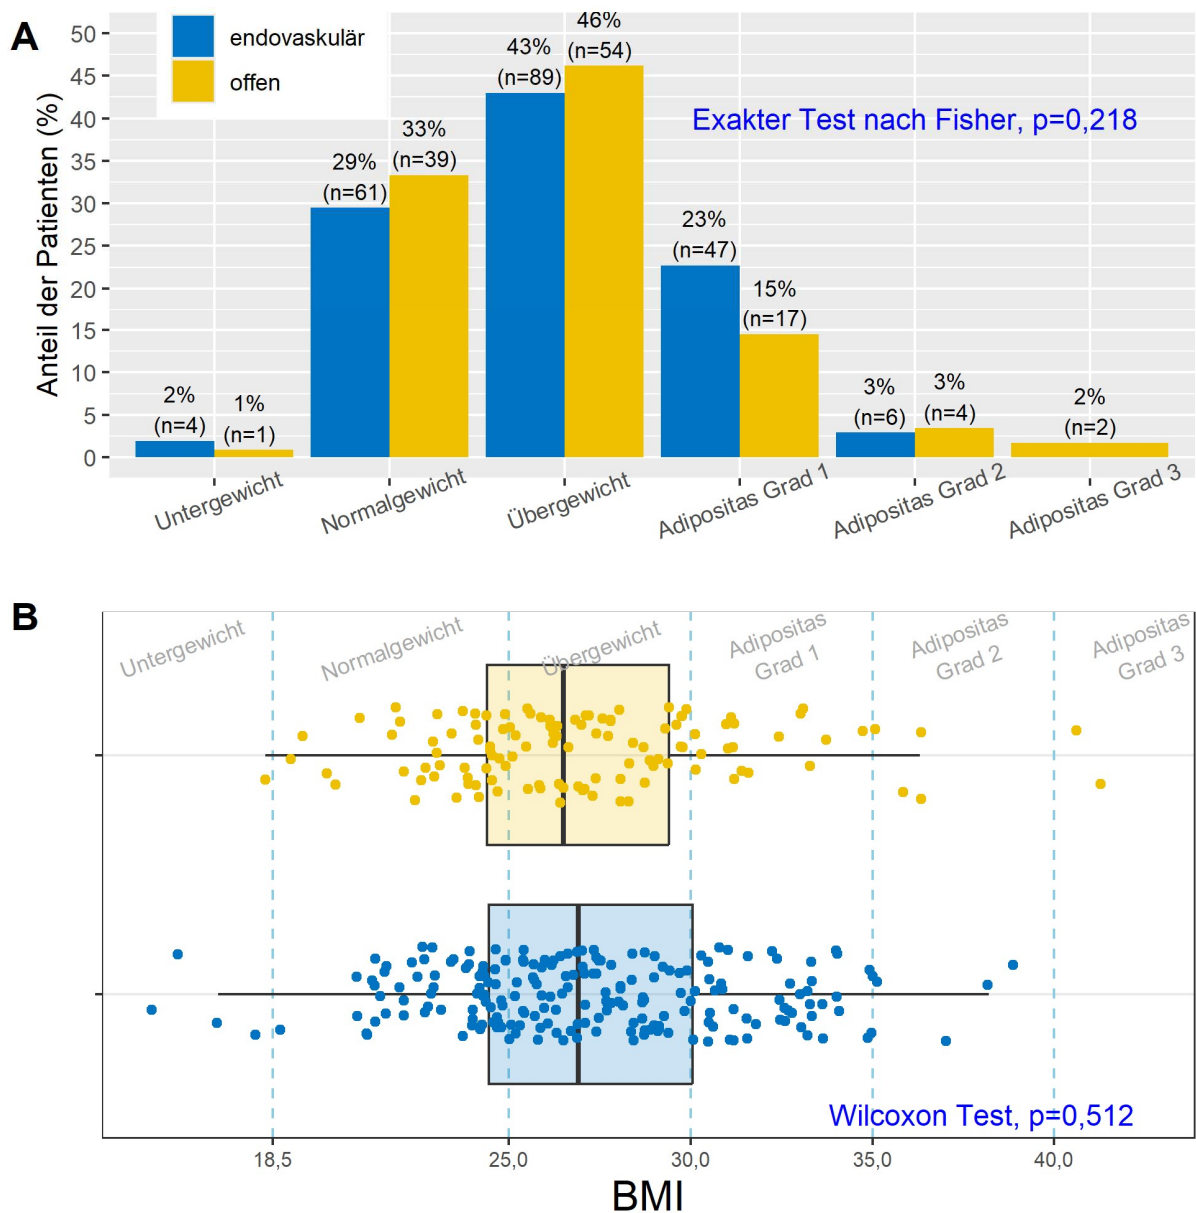 A
endovaskulär
offen
Anteil der Patienten (%)
50
45
40
35
30
25
20
15
10
5
0
2%
(n=4)
1%
(n=1)
29%
(n=61)
33%
(n=39)
43%
(n=89)
46%
(n=54)
23%
(n=47)
15%
(n=17)
3%
(n=6)
3%
(n=4)
2%
(n=2)
Exakter Test nach Fisher, p=0,218
Untergewicht
Normalgewicht
Übergewicht
Adipositas Grad 1
Adipositas Grad 2
Adipositas Grad 3
B
Untergewicht
Normalgewicht
Übergewicht
Adipositas
Grad 1
Adipositas
Grad 2
Adipositas
Grad 3
Wilcoxon Test, p=0,512
18,5
25,0
30,0
35,0
40,0
BMI